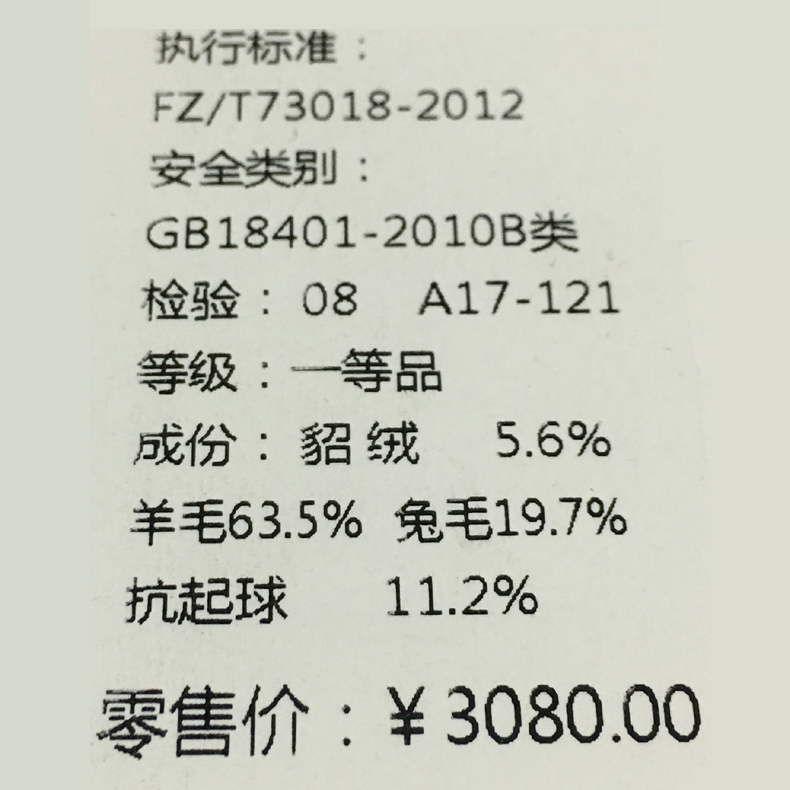 执行标准：
FZ/T73018-2012
安全类别：
GB18401-2010B类
检验：08 A17-121
等级：一等品
成份：貂绒 5.6%
羊毛63.5% 兔毛19.7%
抗起球 11.2%
零售价：¥3080.00